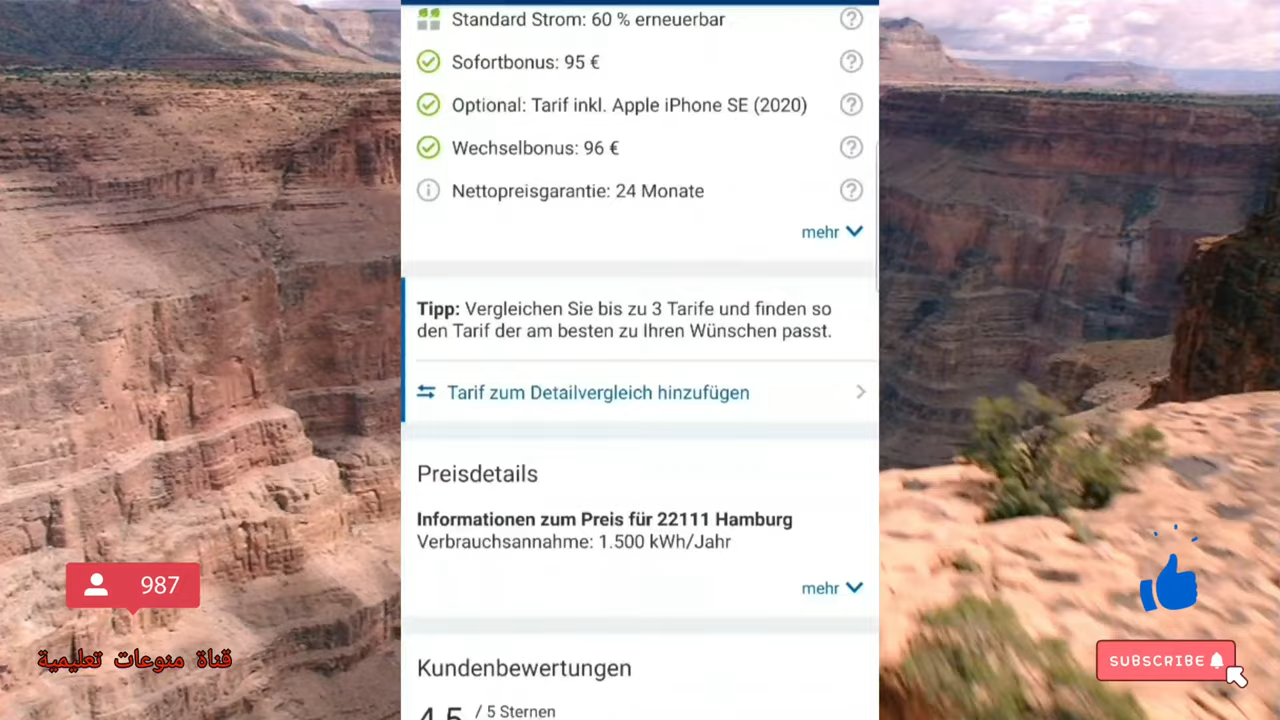 Standard Strom: 60 % erneuerbar
?
Sofortbonus: 95 €
?
Optional: Tarif inkl. Apple iPhone SE (2020)
?
Wechselbonus: 96 €
?
Nettopreisgarantie: 24 Monate
?
mehr
Tipp: Vergleichen Sie bis zu 3 Tarife und finden so
den Tarif der am besten zu Ihren Wünschen passt.
Tarif zum Detailvergleich hinzufügen
Preisdetails
Informationen zum Preis für 22111 Hamburg
Verbrauchsannahme: 1.500 kWh/Jahr
mehr
Kundenbewertungen
4,5 / 5 Sternen
987
قناة منوعات تعليمية
SUBSCRIBE